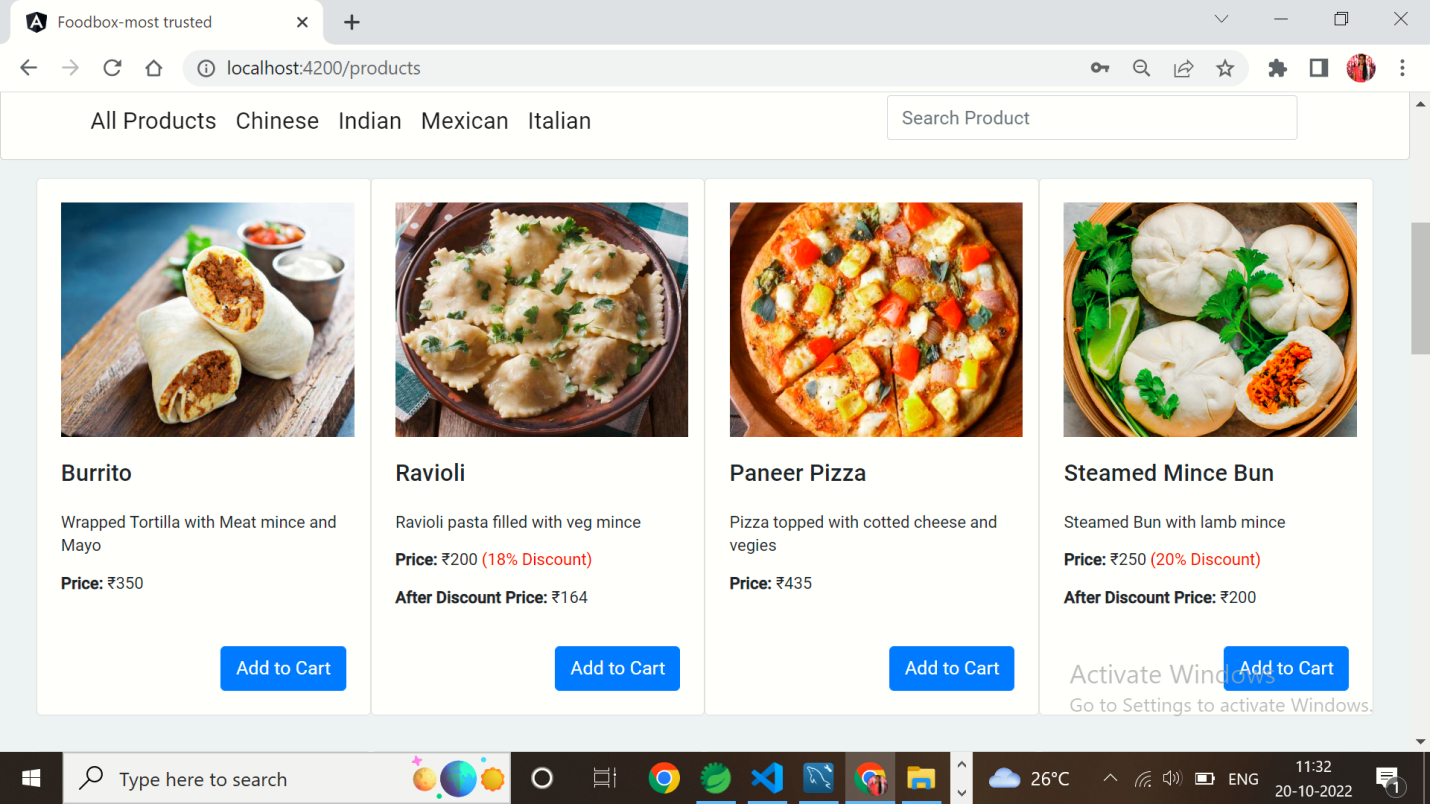 Foodbox-most trusted
localhost:4200/products
All Products Chinese Indian Mexican Italian
Search Product
Burrito
Wrapped Tortilla with Meat mince and
Mayo
Price: ₹350
Add to Cart
Ravioli
Ravioli pasta filled with veg mince
Price: ₹200 (18% Discount)
After Discount Price: ₹164
Add to Cart
Paneer Pizza
Pizza topped with cotted cheese and
vegies
Price: ₹435
Add to Cart
Steamed Mince Bun
Steamed Bun with lamb mince
Price: ₹250 (20% Discount)
After Discount Price: ₹200
Add to Cart
Activate Windows
Go to Settings to activate Windows.
Type here to search
26°C
ENG
11:32
20-10-2022
1